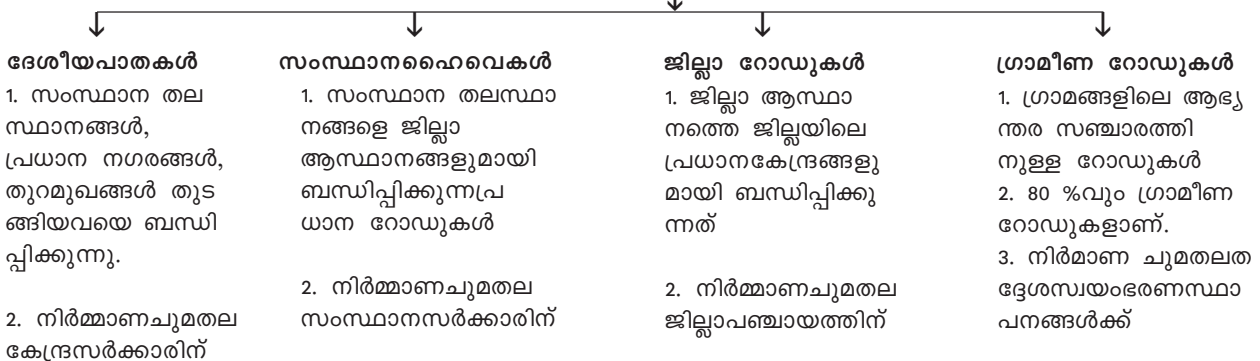 ദേശീയപാതകൾ
1. സംസ്ഥാന തല
സ്ഥാനങ്ങൾ,
പ്രധാന നഗരങ്ങൾ,
തുറമുഖങ്ങൾ തുട
ങ്ങിയവയെ ബന്ധി
പ്പിക്കുന്നു.
2. നിർമ്മാണചുമതല
കേന്ദ്രസർക്കാരിന്
സംസ്ഥാനഹൈവെകൾ
1. സംസ്ഥാന തലസ്ഥാ
നങ്ങളെ ജില്ലാ
ആസ്ഥാനങ്ങളുമായി
ബന്ധിപ്പിക്കുന്നപ്ര
ധാന റോഡുകൾ
2. നിർമ്മാണചുമതല
സംസ്ഥാനസർക്കാരിന്
ജില്ലാ റോഡുകൾ
1. ജില്ലാ ആസ്ഥാ
നത്തെ ജില്ലയിലെ
പ്രധാനകേന്ദ്രങ്ങളു
മായി ബന്ധിപ്പിക്കു
ന്നത്
2. നിർമ്മാണചുമതല
ജില്ലാപഞ്ചായത്തിന്
ഗ്രാമീണ റോഡുകൾ
1. ഗ്രാമങ്ങളിലെ ആഭ്യ
ന്തര സഞ്ചാരത്തി
നുള്ള റോഡുകൾ
2. 80 %വും ഗ്രാമീണ
റോഡുകളാണ്.
3. നിർമാണ ചുമതലത
ദ്ദേശസ്വയംഭരണസ്ഥാ
പനങ്ങൾക്ക്